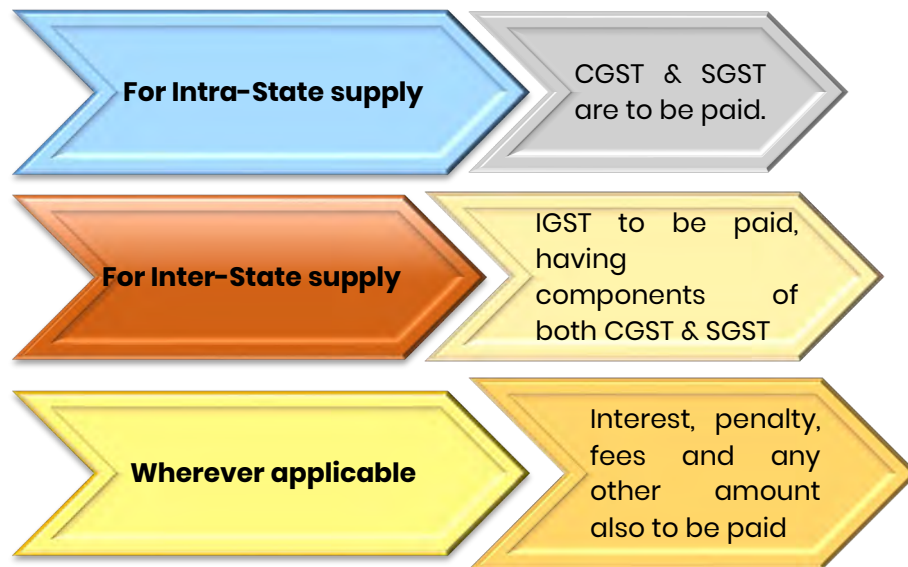 For Intra-State supply
CGST & SGST
are to be paid.
For Inter-State supply
IGST to be paid,
having
components of
both CGST & SGST
Wherever applicable
Interest, penalty,
fees and any
other amount
also to be paid